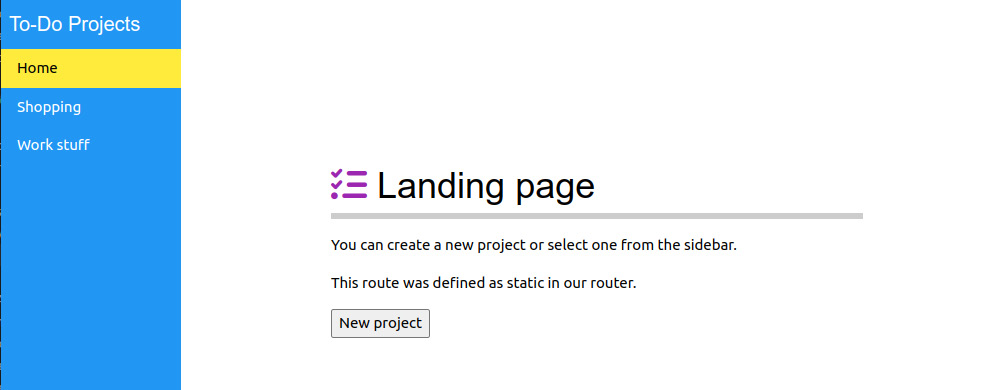 To-Do Projects
Home
Shopping
Work stuff
Landing page
You can create a new project or select one from the sidebar.
This route was defined as static in our router.
New project